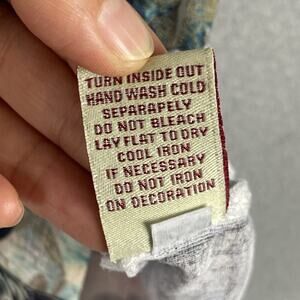 TURN INSIDE OUT
HAND WASH COLD
SEPARAPELY
DO NOT BLEACH
LAY FLAT TO DRY
COOL IRON
IF NECESSARY
DO NOT IRON
ON DECORATION